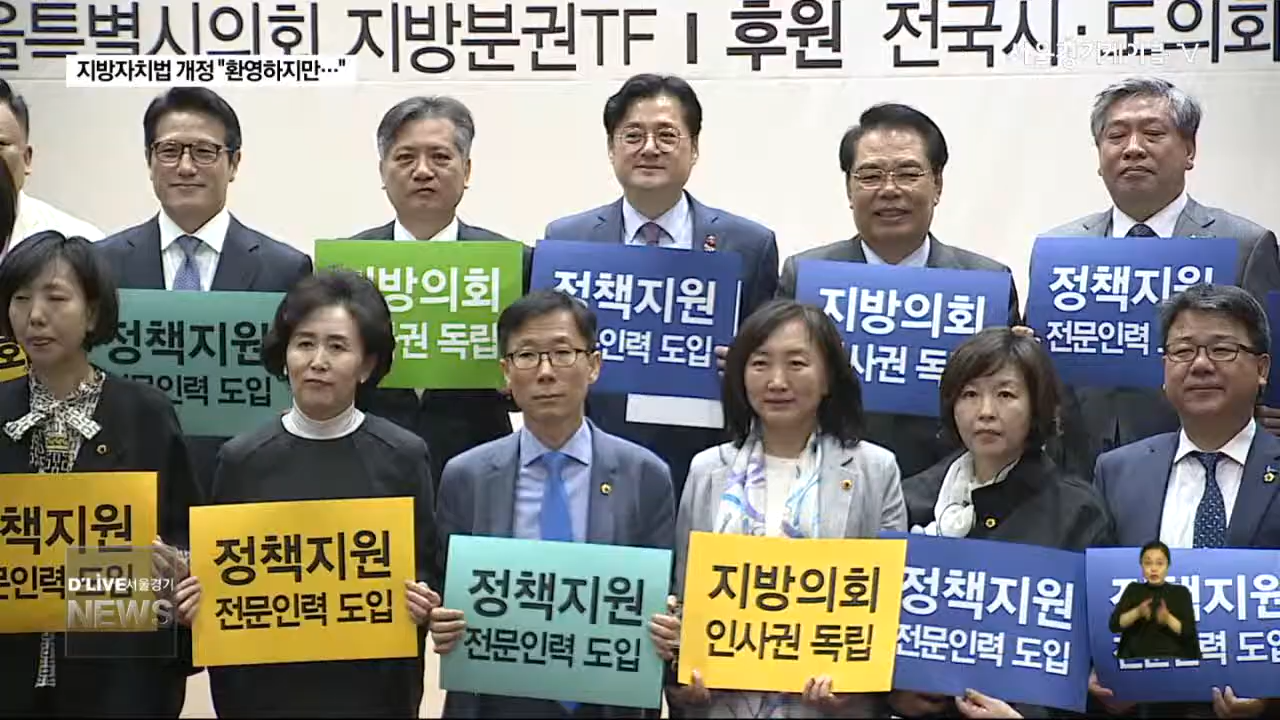 울특별시의회 지방분권TF | 후원 전국시·도의회
지방자치법 개정 "환영하지만…"
서울경기케이블TV
지방의회
인사권 독립
정책지원
전문인력 도입
지방의회
인사권 독
정책지원
전문인력 도
정책지원
전문인력 도입
책지원
문인력 도입
정책지원
전문인력 도입
정책지원
전문인력 도입
지방의회
인사권 독립
정책지원
전문인력 도입
정책지원
전문인력 도입
D'LIVE 서울경기
NEWS